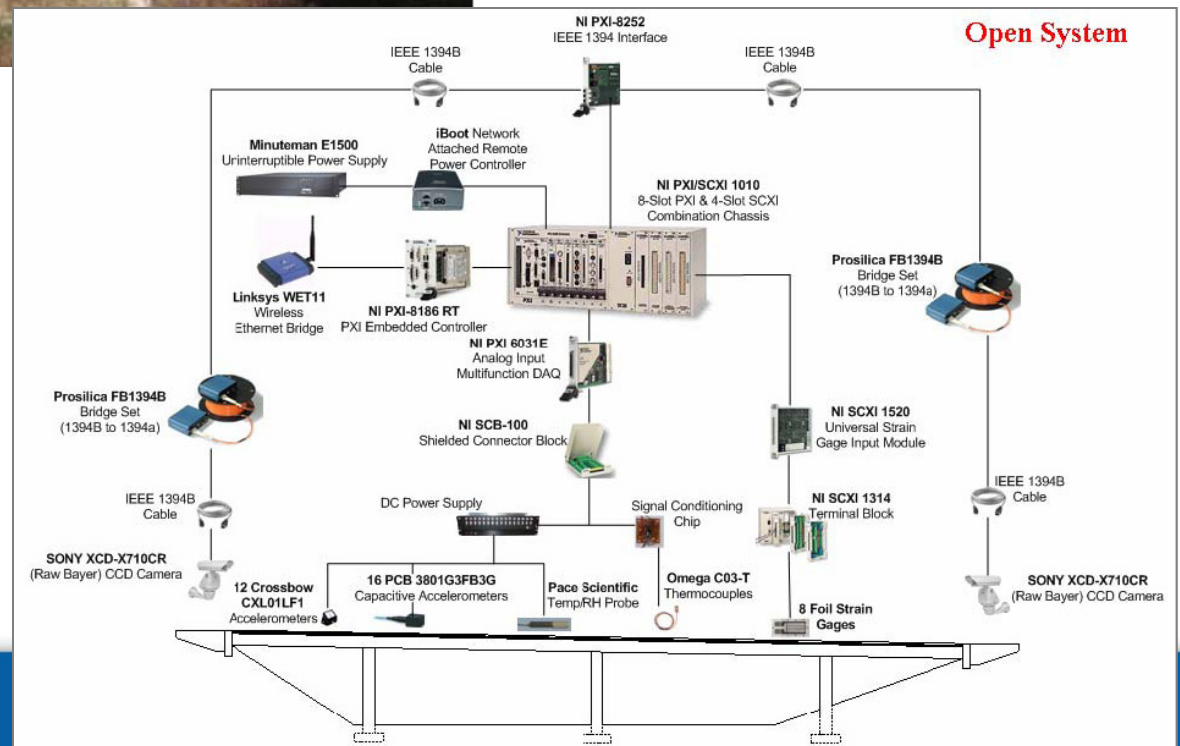 NI PXI-8252
IEEE 1394 Interface
Open System
IEEE 1394B
Cable
IEEE 1394B
Cable
Minuteman E1500
Uninterruptible Power Supply
iBoot Network
Attached Remote
Power Controller
NI PXI/SCXI 1010
8-Slot PXI & 4-Slot SCXI
Combination Chassis
Linksys WET11
Wireless
Ethernet Bridge
NI PXI-8186 RT
PXI Embedded Controller
Prosilica FB1394B
Bridge Set
(1394B to 1394a)
NI PXI 6031E
Analog Input
Multifunction DAQ
Prosilica FB1394B
Bridge Set
(1394B to 1394a)
NI SCB-100
Shielded Connector Block
NI SCXI 1520
Universal Strain
Gage Input Module
IEEE 1394B
Cable
DC Power Supply
Signal Conditioning
Chip
NI SCXI 1314
Terminal Block
IEEE 1394B
Cable
SONY XCD-X710CR
(Raw Bayer) CCD Camera
12 Crossbow
CXL01LF1
Accelerometers
16 PCB 3801G3FB3G
Capacitive Accelerometers
Pace Scientific
Temp/RH Probe
Omega C03-T
Thermocouples
8 Foil Strain
Gages
SONY XCD-X710CR
(Raw Bayer) CCD Camera